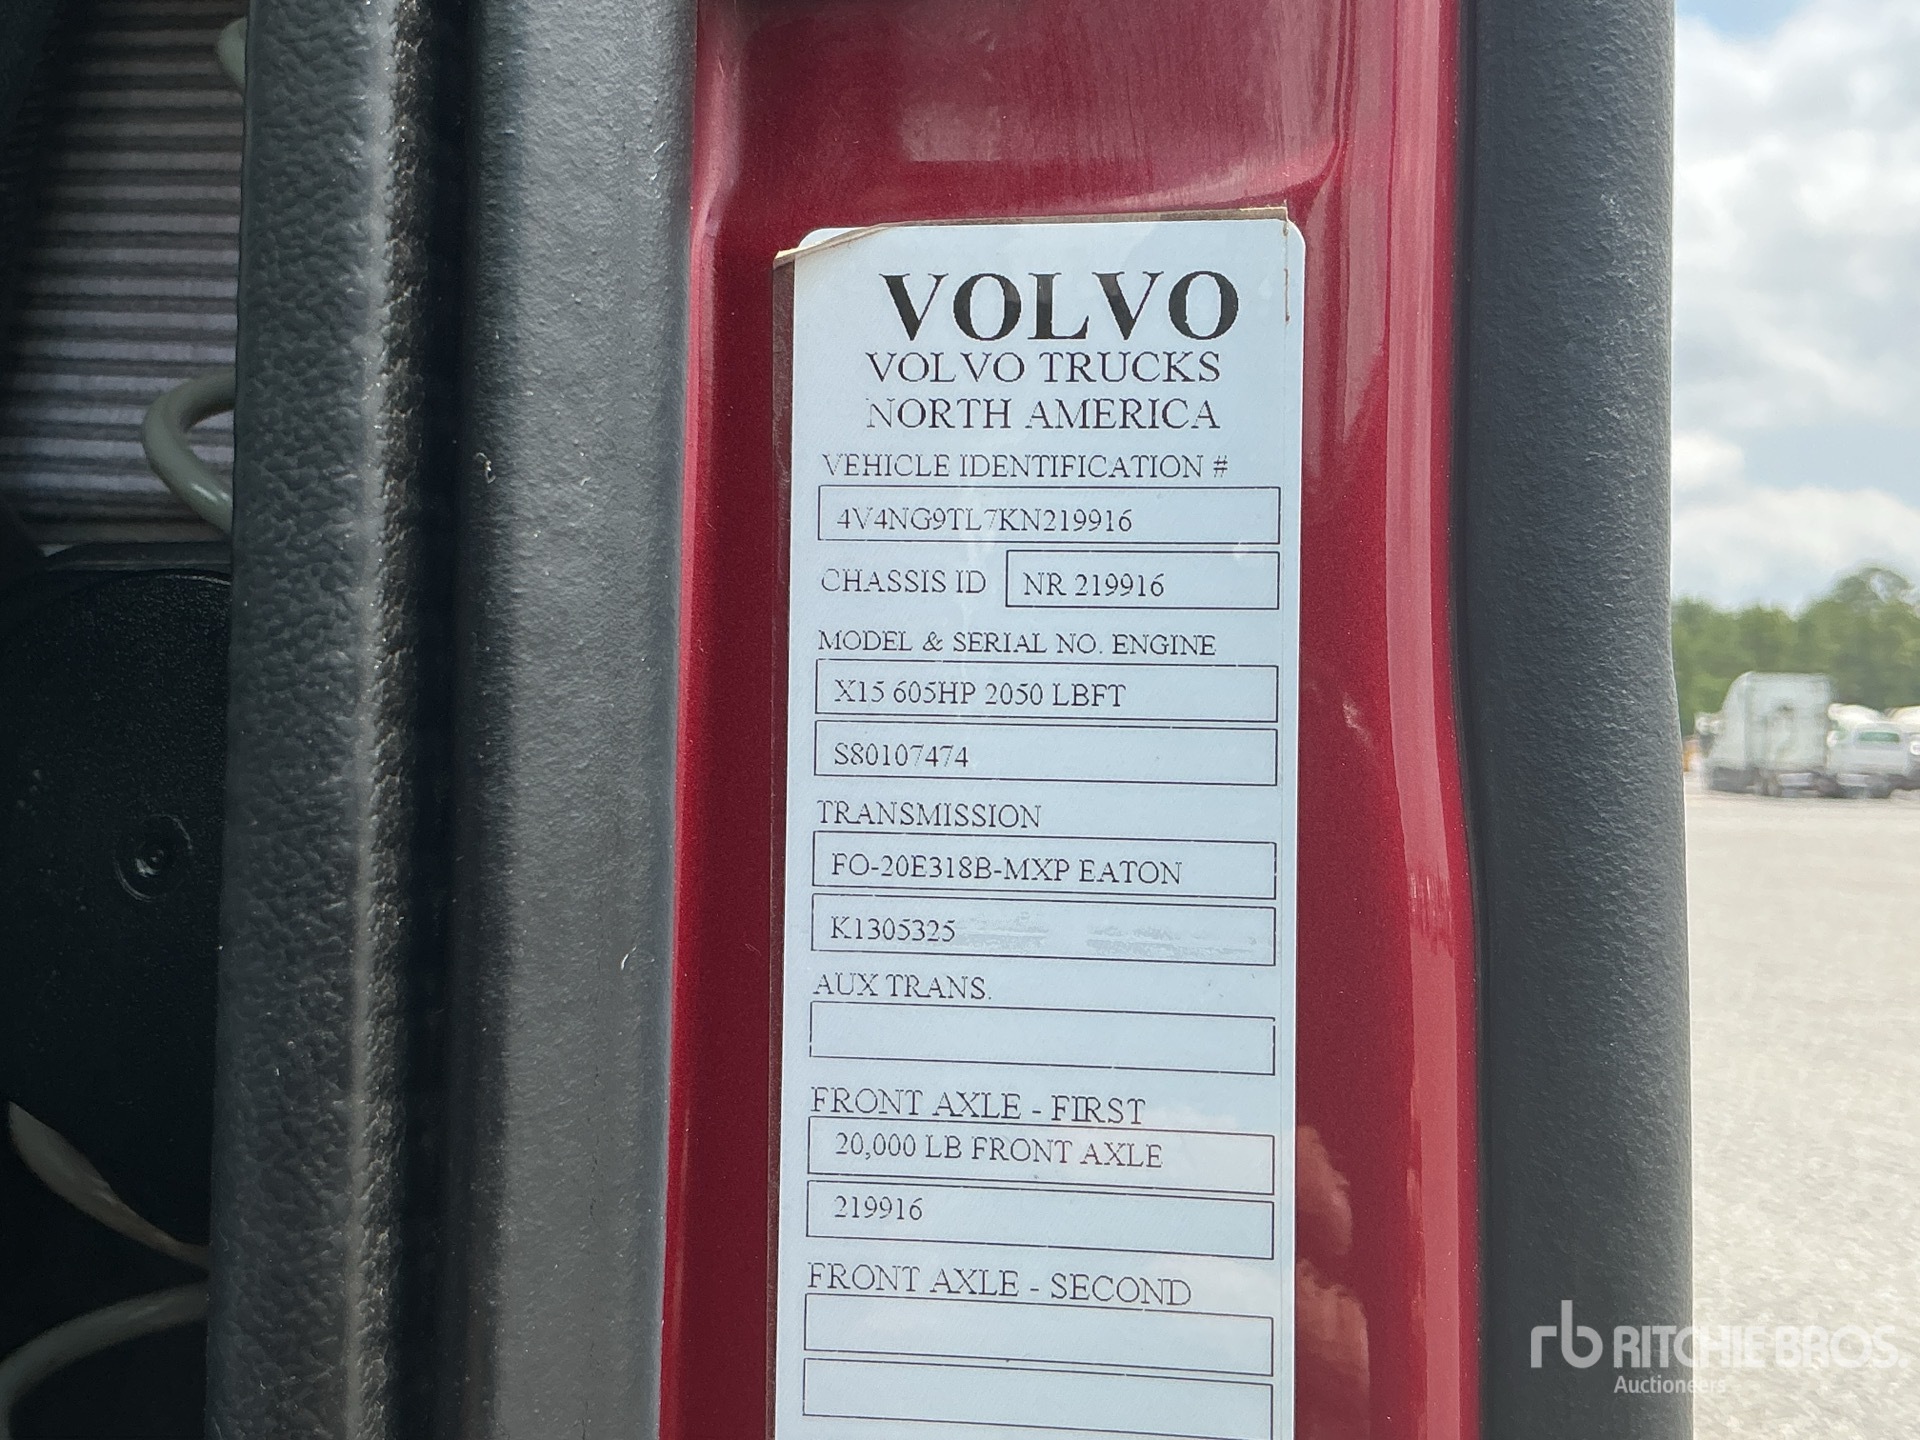 VOLVO
VOLVO TRUCKS
NORTH AMERICA
VEHICLE IDENTIFICATION #
4V4NG9TL7KN219916
CHASSIS ID NR 219916
MODEL & SERIAL NO. ENGINE
X15 605HP 2050 LBFT
S80107474
TRANSMISSION
FO-20E318B-MXP EATON
K1305325
AUX TRANS.
FRONT AXLE - FIRST
20,000 LB FRONT AXLE
219916
FRONT AXLE - SECOND
rb RITCHIE BROS.
Auctioneers